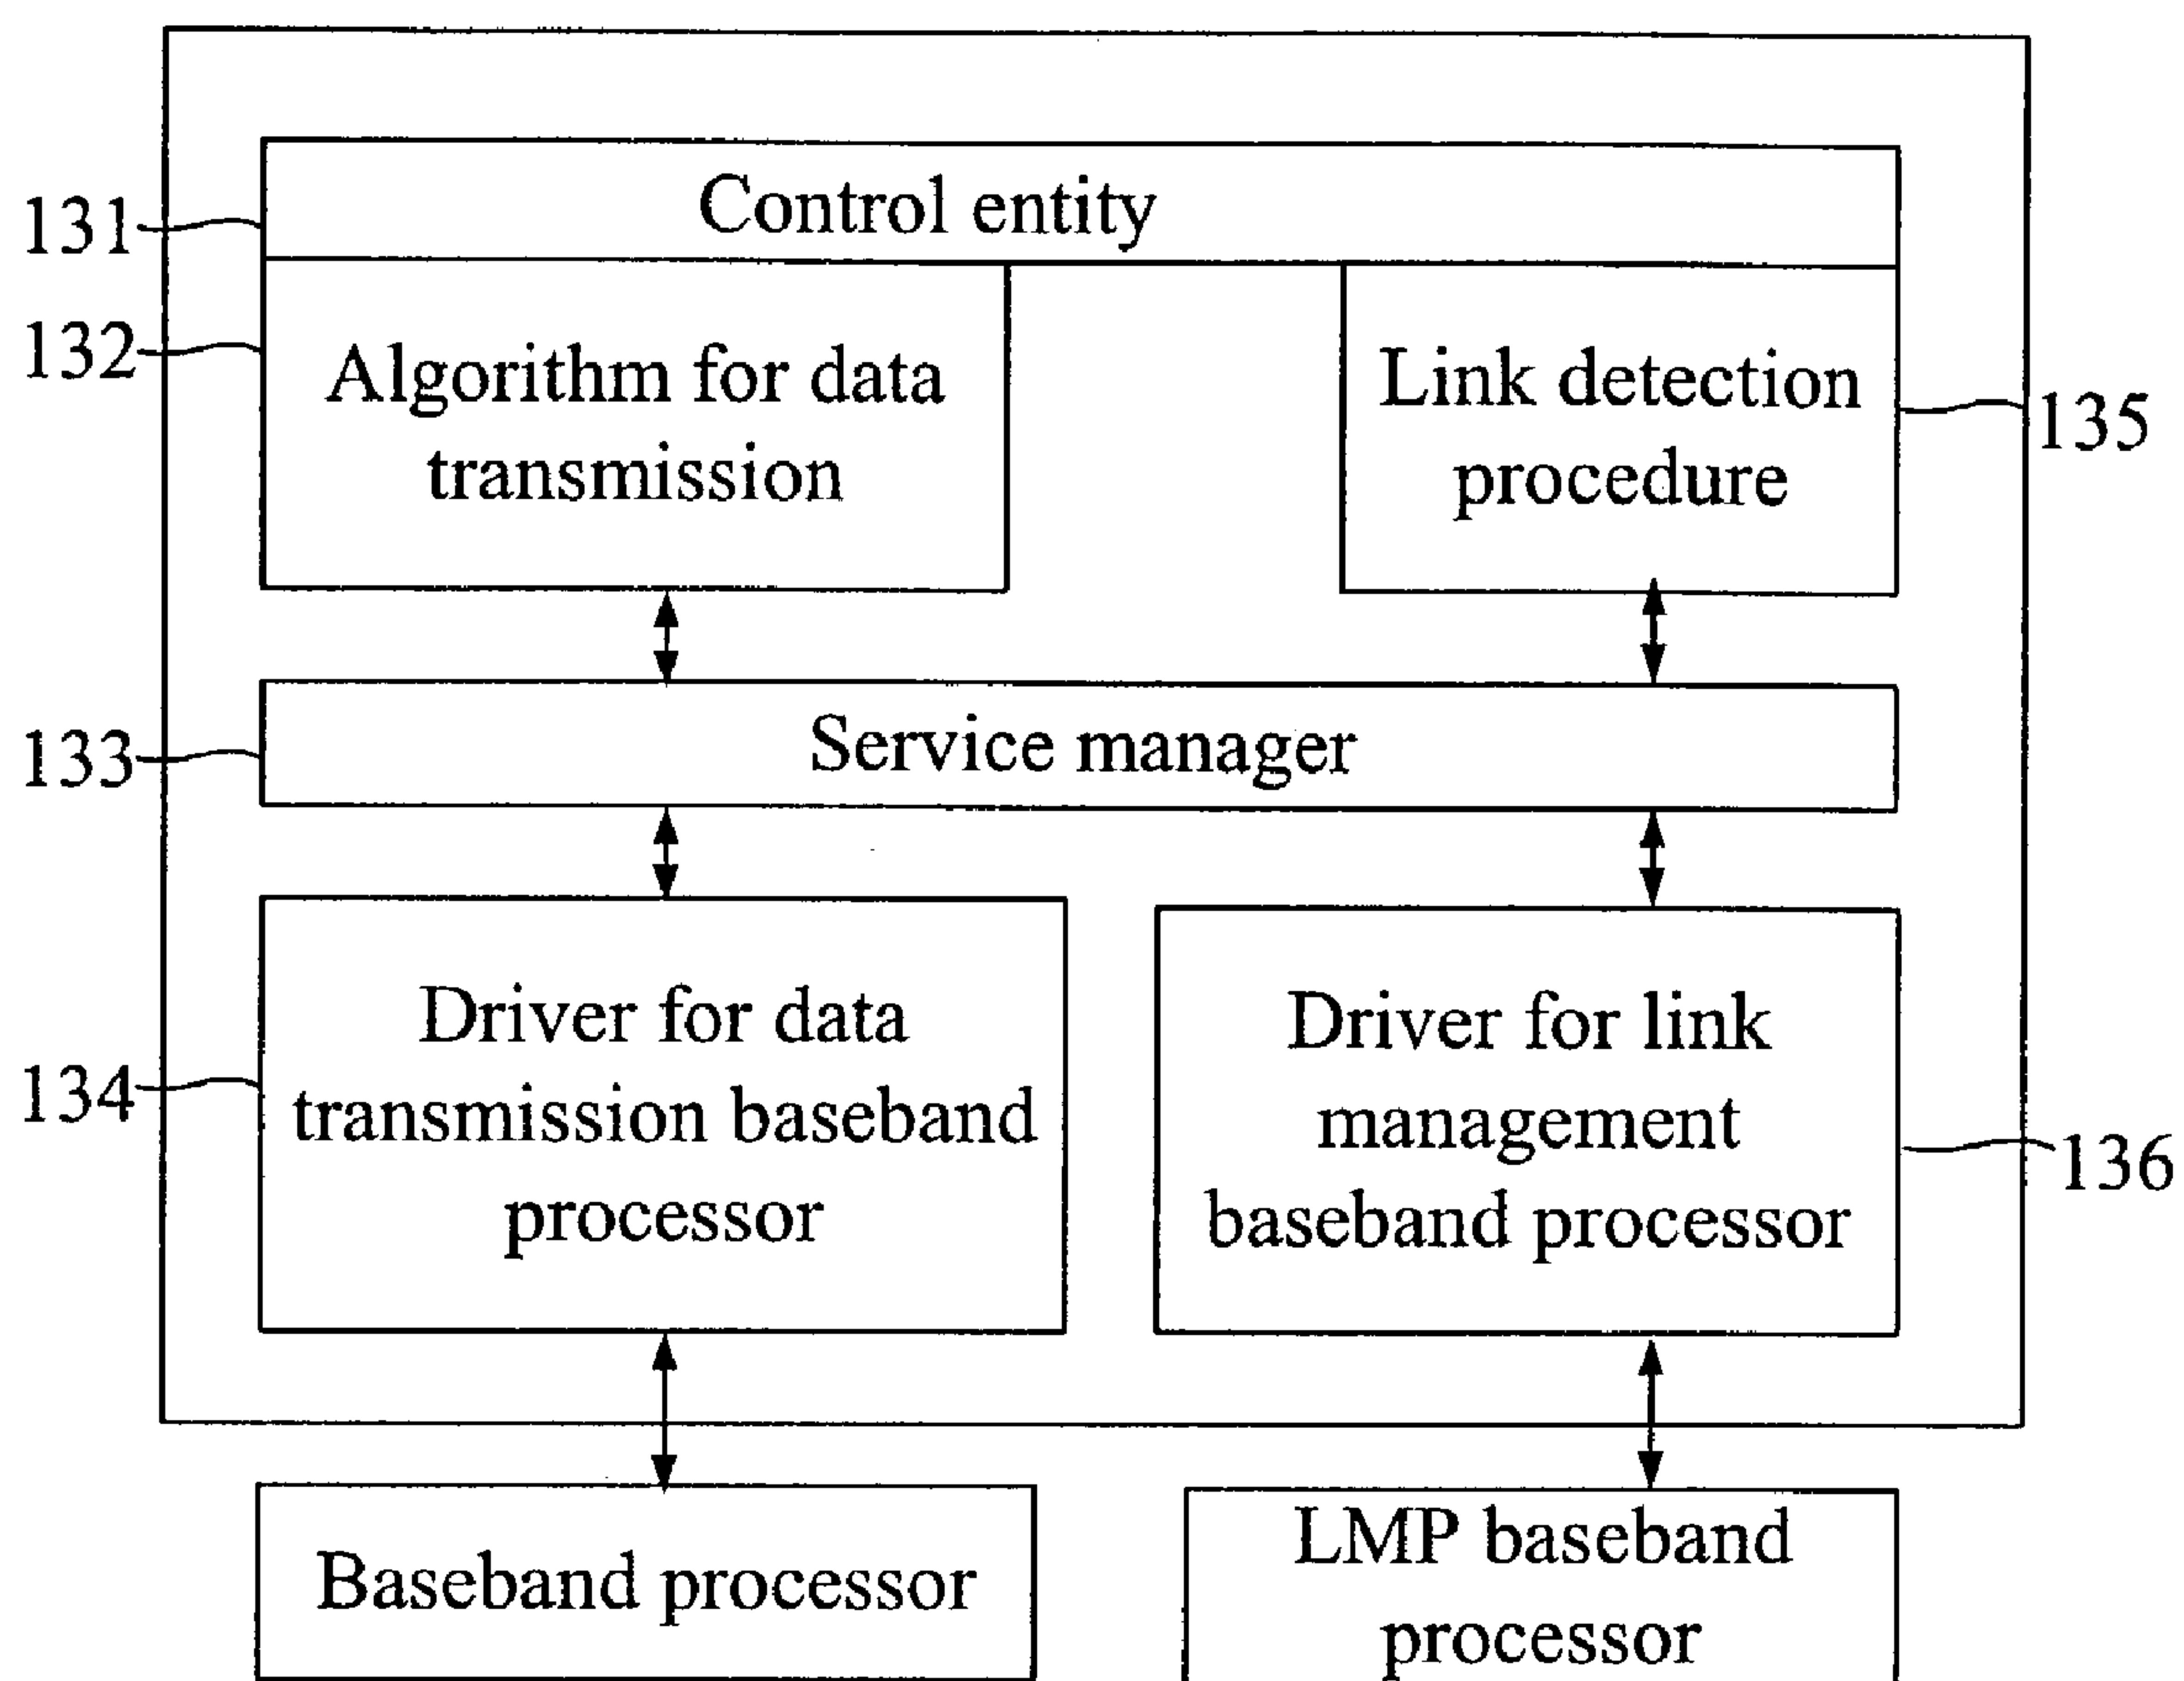 Control entity
131
132
Algorithm for data
transmission
Link detection
procedure
135
Service manager
133
Driver for data
transmission baseband
processor
134
Driver for link
management
baseband processor
136
Baseband processor
LMP baseband
processor